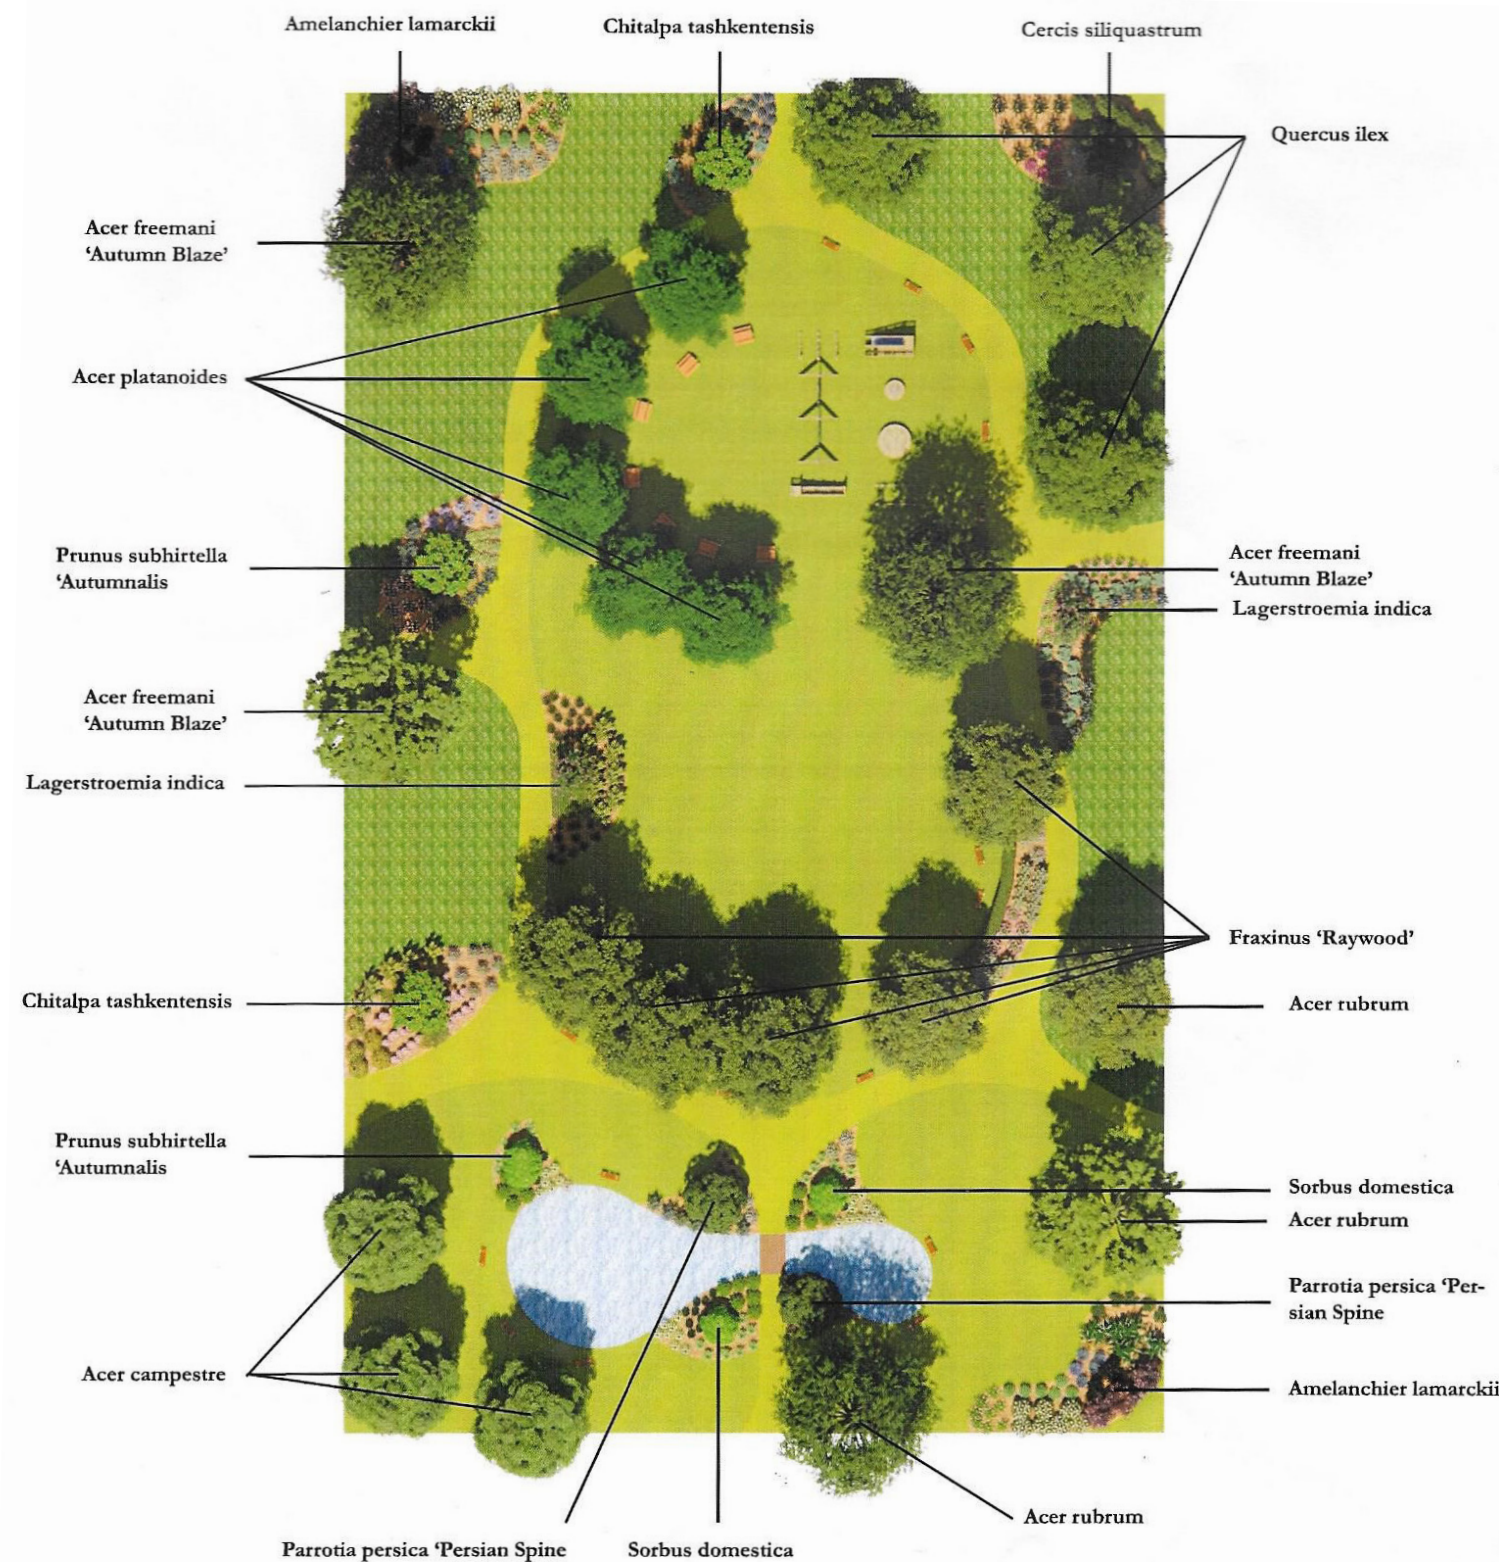 Amelanchier lamarckii
Chitalpa tashkentensis
Cercis siliquastrum
Quercus ilex
Acer freemani
‘Autumn Blaze’
Acer platanoides
Prunus subhirtella
‘Autumnalis
Acer freemani
‘Autumn Blaze’
Lagerstroemia indica
Acer freemani
‘Autumn Blaze’
Lagerstroemia indica
Fraxinus ‘Raywood’
Chitalpa tashkentensis
Acer rubrum
Prunus subhirtella
‘Autumnalis
Sorbus domestica
Acer rubrum
Parrotia persica ‘Per-
sian Spine
Acer campestre
Amelanchier lamarckii
Acer rubrum
Parrotia persica ‘Persian Spine
Sorbus domestica